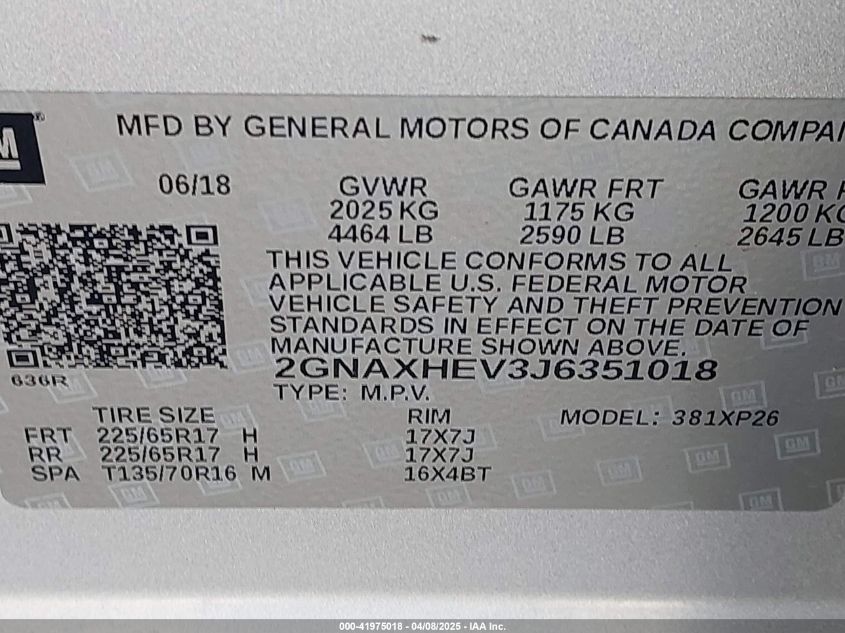 GM
MFD BY GENERAL MOTORS OF CANADA COMPA
06/18 GVWR GAWR FRT GAWR
2025 KG 1175 KG 1200 KG
4464 LB 2590 LB 2645 LB
THIS VEHICLE CONFORMS TO ALL
APPLICABLE U.S. FEDERAL MOTOR
VEHICLE SAFETY AND THEFT PREVENTION
STANDARDS IN EFFECT ON THE DATE OF
MANUFACTURE SHOWN ABOVE.
636R 2GNAXHEV3J6351018
TYPE: M.P.V.
TIRE SIZE RIM MODEL: 381XP26
FRT 225/65R17 H 17X7J
RR 225/65R17 H 17X7J
SPA T135/70R16 M 16X4BT
000-41975018 - 04/08/2025 - IAA Inc.